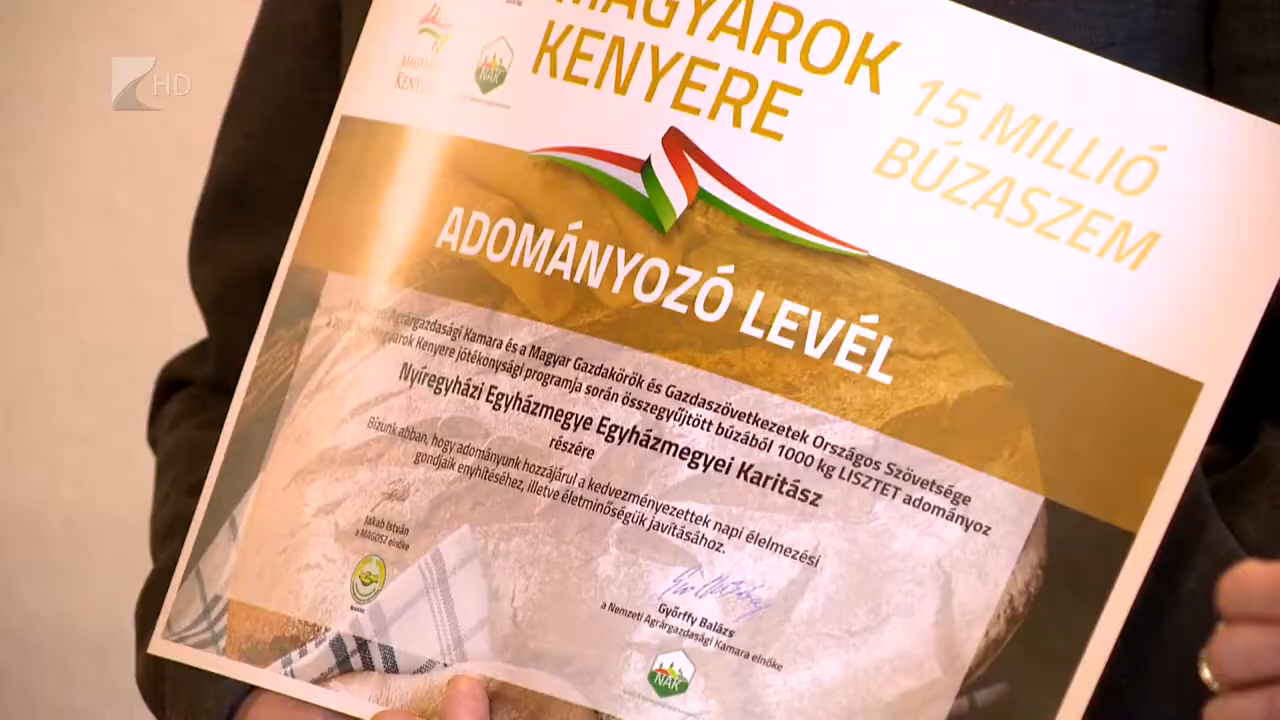 HD
MAGYAROK
KENYERE
15 MILLIÓ
BÚZASZEM
KENYERE
NAK
ADOMÁNYOZÓ LEVÉL
Agrárgazdasági Kamara és a Magyar Gazdakörök és Gazdaszövetkezetek Országos Szövetsége
Magyarok Kenyere jótékonysági programja során összegyűjtött búzából 1000 kg LISZTET adományoz
Nyíregyházi Egyházmegye Egyházmegyei Karitász
részére
Bízunk abban, hogy adományunk hozzájárul a kedvezményezettek napi élelmezési
gondjaik enyhítéséhez, illetve életminőségük javításához.
Jakab István
a MAGOSZ elnöke
Győrffy Balázs
a Nemzeti Agrárgazdasági Kamara elnöke
NAK